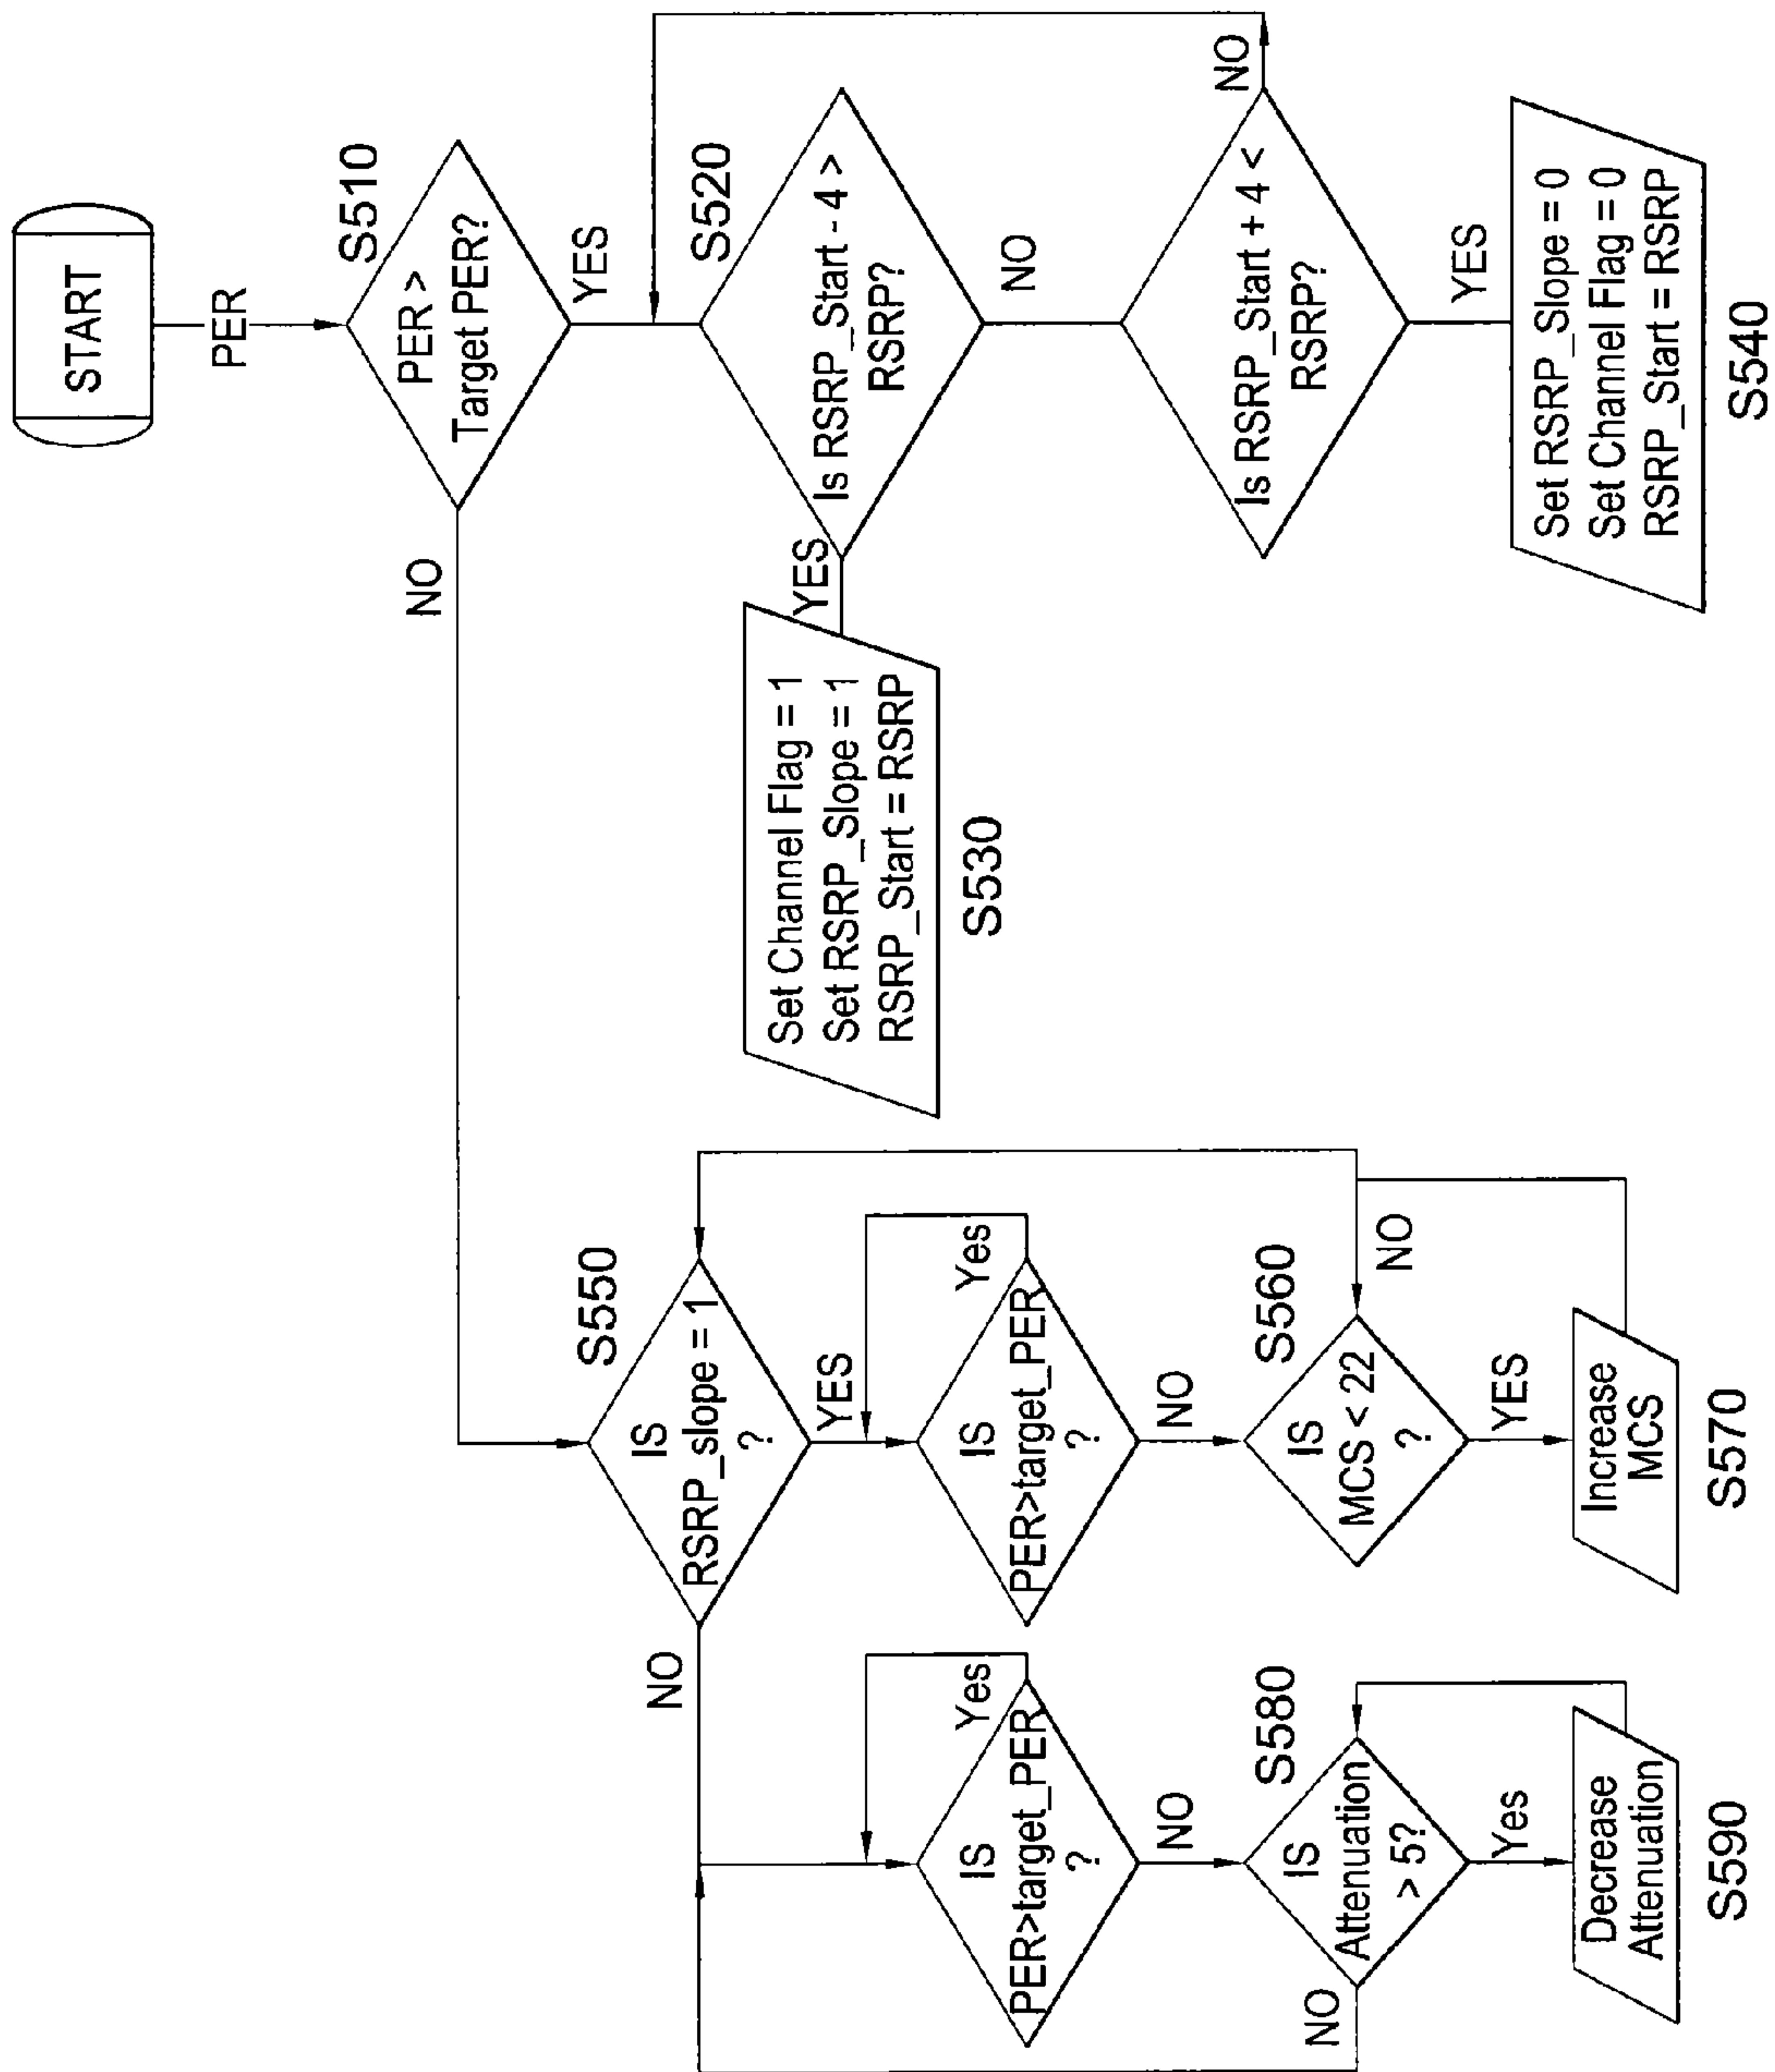 START
PER
S510
PER >
Target PER?
NO
YES
S520
Is RSRP_Start - 4 >
RSRP?
YES
NO
Set Channel Flag = 1
Set RSRP_Slope = 1
RSRP_Start = RSRP
S530
Is RSRP_Start + 4 <
RSRP?
NO
YES
Set RSRP_Slope = 0
Set Channel Flag = 0
RSRP_Start = RSRP
S540
S550
IS
RSRP_slope = 1
?
NO
YES
IS
PER>target_PER
?
Yes
NO
S560
IS
MCS < 22
?
NO
YES
Increase
MCS
S570
IS
PER>target_PER
?
Yes
NO
S580
IS
Attenuation
> 5?
NO
Yes
Decrease
Attenuation
S590